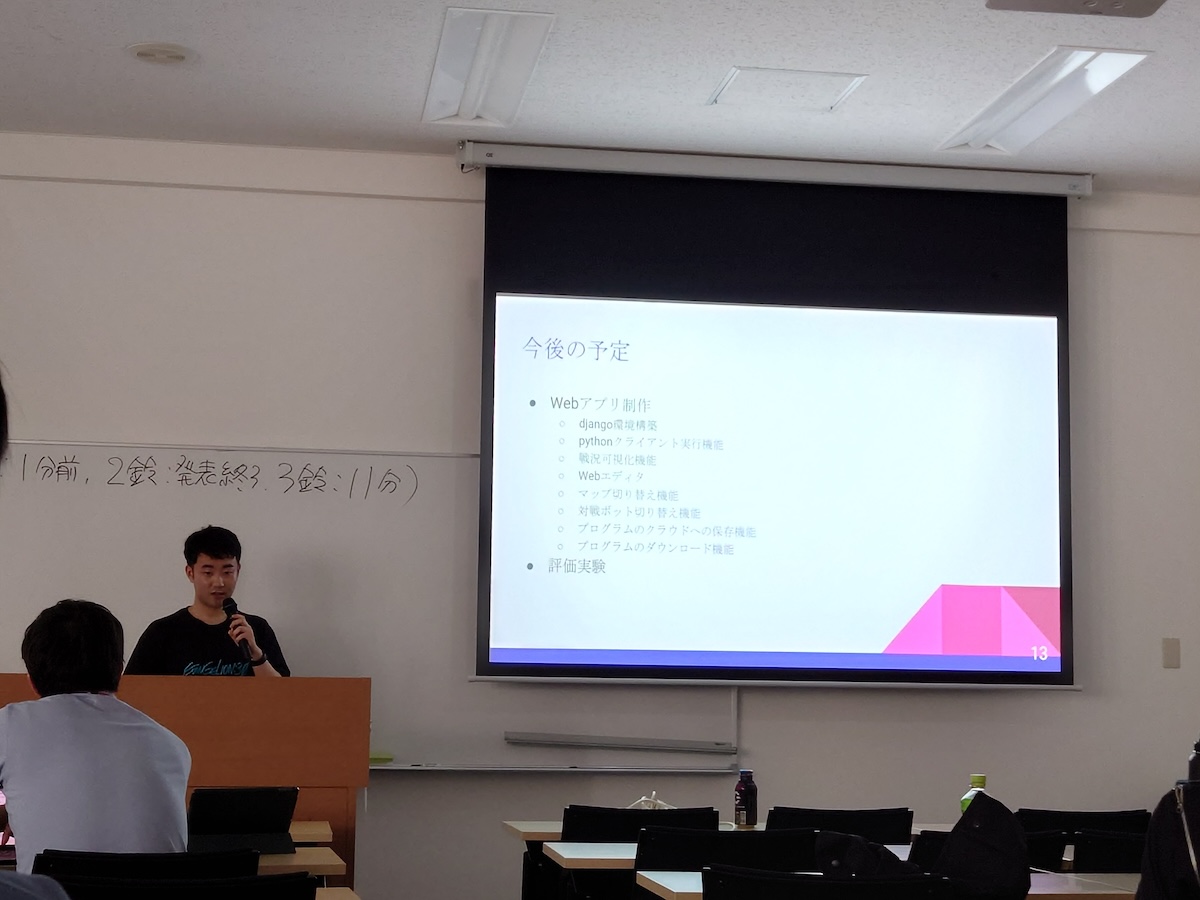 今後の予定
● Webアプリ制作
○ django環境構築
○ pythonクライアント実行機能
○ 戦況可視化機能
○ Webエディタ
○ マップ切り替え機能
○ 対戦ボット切り替え機能
○ プログラムのクラウドへの保存機能
○ プログラムのダウンロード機能
● 評価実験
13
1分前, 2鈴:発表終了. 3鈴:11分)